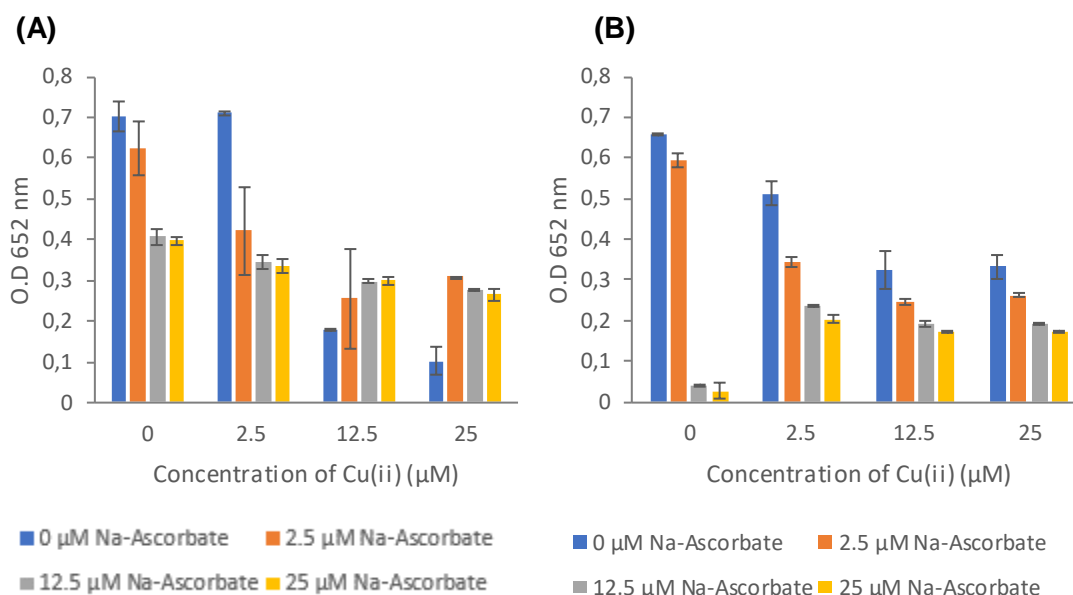 (A)
O.D 652 nm
0,8
0,7
0,6
0,5
0,4
0,3
0,2
0,1
0
0 2.5 12.5 25
Concentration of Cu(ii) (µM)
0 µM Na-Ascorbate 2.5 µM Na-Ascorbate
12.5 µM Na-Ascorbate 25 µM Na-Ascorbate
(B)
O.D 652 nm
0,8
0,7
0,6
0,5
0,4
0,3
0,2
0,1
0
0 2.5 12.5 25
Concentration of Cu(ii) (µM)
0 µM Na-Ascorbate 2.5 µM Na-Ascorbate
12.5 µM Na-Ascorbate 25 µM Na-Ascorbate